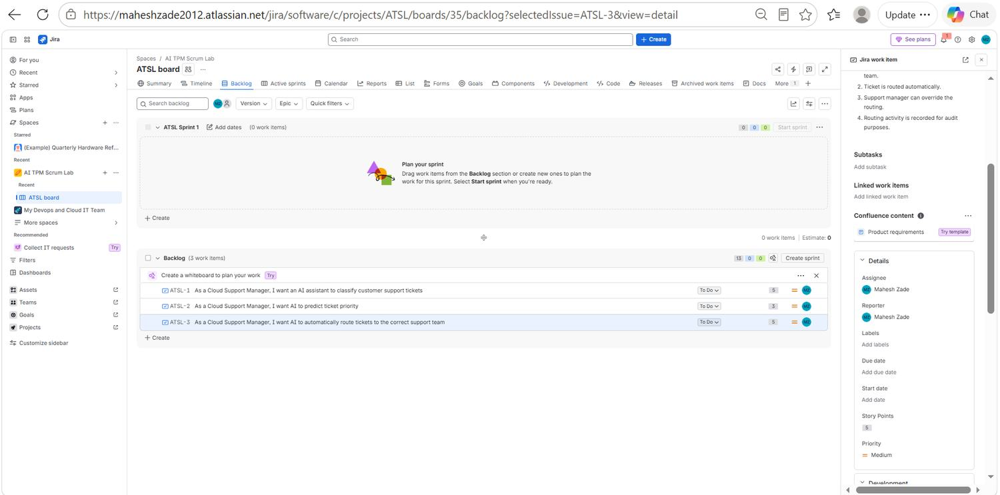 https://maheshzade2012.atlassian.net/jira/software/c/projects/ATSL/boards/35/backlog?selectedIssue=ATSL-3&view=detail
Update
Chat
Jira
Search
+ Create
See plans
1
MZ
For you
Recent
Starred
Apps
Plans
Spaces
Starred
(Example) Quarterly Hardware Ref...
Recent
AI TPM Scrum Lab
Recent
ATSL board
My Devops and Cloud IT Team
More spaces
Recommended
Collect IT requests Try
Filters
Dashboards
Assets
Teams
Goals
Projects
Customize sidebar
Spaces / AI TPM Scrum Lab
ATSL board
Summary Timeline Backlog Active sprints Calendar Reports List Forms Goals Components Development Code Releases Archived work items Docs More 1
Search backlog MZ Version Epic Quick filters
ATSL Sprint 1 Add dates (0 work items) 0 0 0 Start sprint
Plan your sprint
Drag work items from the Backlog section or create new ones to plan the
work for this sprint. Select Start sprint when you're ready.
+ Create
0 work items Estimate: 0
Backlog (3 work items) 13 0 0 Create sprint
Create a whiteboard to plan your work Try
ATSL-1 As a Cloud Support Manager, I want an AI assistant to classify customer support tickets To Do 5 MZ
ATSL-2 As a Cloud Support Manager, I want AI to predict ticket priority To Do 3 MZ
ATSL-3 As a Cloud Support Manager, I want AI to automatically route tickets to the correct support team To Do 5 MZ
+ Create
Jira work item
team.
2. Ticket is routed automatically.
3. Support manager can override the
routing.
4. Routing activity is recorded for audit
purposes.
Subtasks
Add subtask
Linked work items
Add linked work item
Confluence content
Product requirements Try template
Details
Assignee
MZ Mahesh Zade
Reporter
MZ Mahesh Zade
Labels
Add labels
Due date
Add due date
Start date
Add date
Story Points
5
Priority
Medium
Development